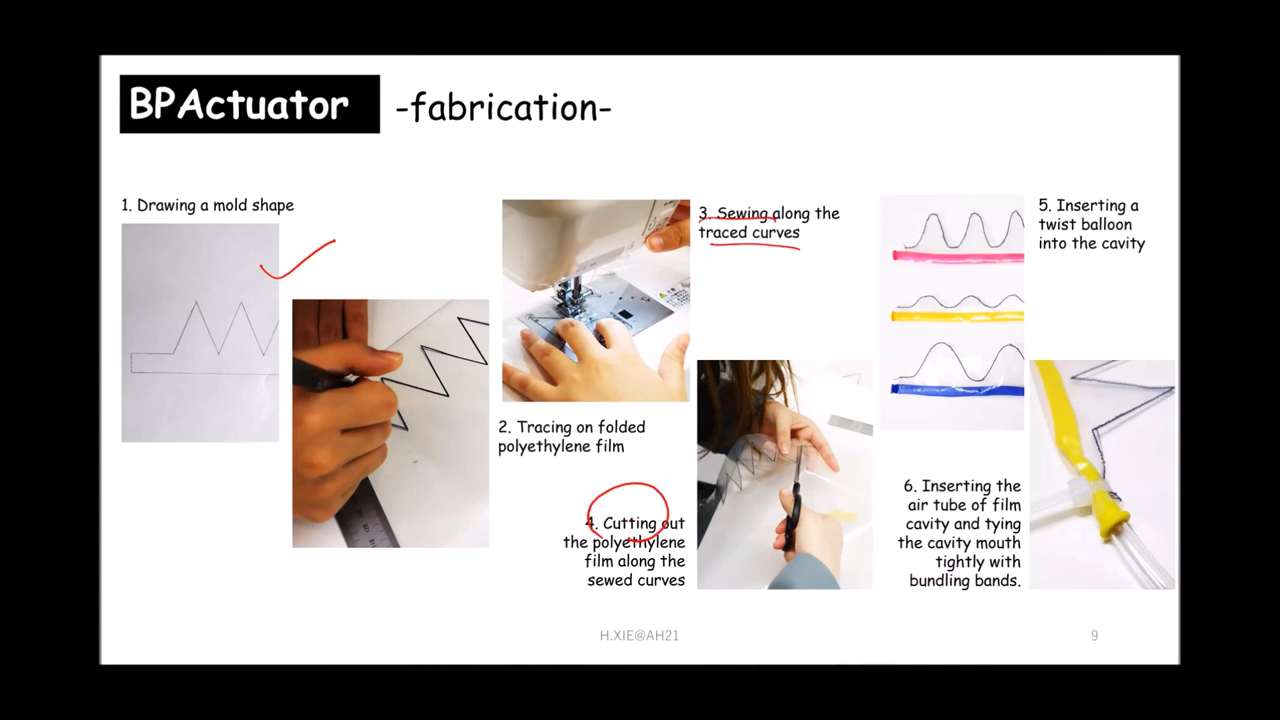 BPActuator -fabrication-
1. Drawing a mold shape
2. Tracing on folded
polyethylene film
3. Sewing along the
traced curves
4. Cutting out
the polyethylene
film along the
sewed curves
5. Inserting a
twist balloon
into the cavity
6. Inserting the
air tube of film
cavity and tying
the cavity mouth
tightly with
bundling bands.
H.XIE@AH21
9